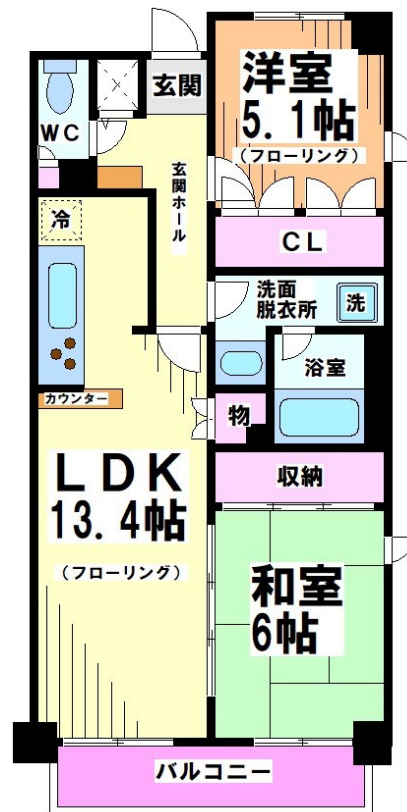 洋室
5.1帖
(フローリング)
玄関
WC
玄関ホール
冷
CL
洗面
脱衣所
洗
浴室
カウンター
物
LDK
13.4帖
(フローリング)
収納
和室
6帖
バルコニー